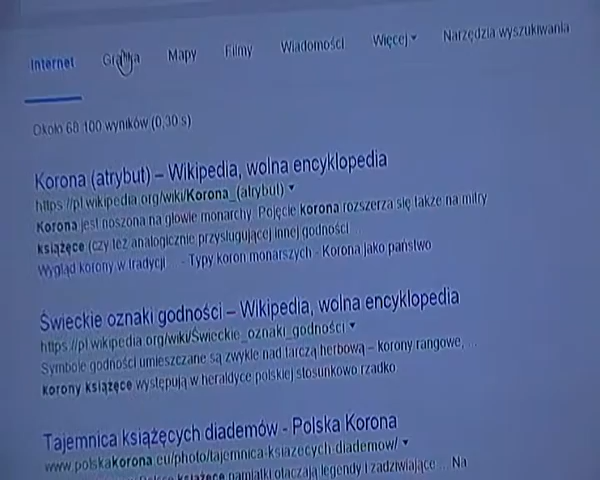 Internet Grafika Mapy Filmy Wiadomości Więcej Narzędzia wyszukiwania
Około 68 100 wyników (0,30 s)
Korona (atrybut) – Wikipedia, wolna encyklopedia
https://pl.wikipedia.org/wiki/Korona_(atrybut)
Korona jest noszona na głowie monarchy. Pojęcie korona rozszerza się także na mitry
książęce (czy też analogicznie przysługującej innej godności
Wygląd korony w tradycji ... - Typy koron monarszych - Korona jako państwo
Świeckie oznaki godności – Wikipedia, wolna encyklopedia
https://pl.wikipedia.org/wiki/Świeckie_oznaki_godności
Symbole godności umieszczane są zwykle nad tarczą herbową – korony rangowe, ...
korony książęce występują w heraldyce polskiej stosunkowo rzadko
Tajemnica książęcych diademów - Polska Korona
www.polskakorona.eu/photo/tajemnica-ksiazecych-diademow/
książęce pamiątki otaczają legendy i zadziwiające ... Na